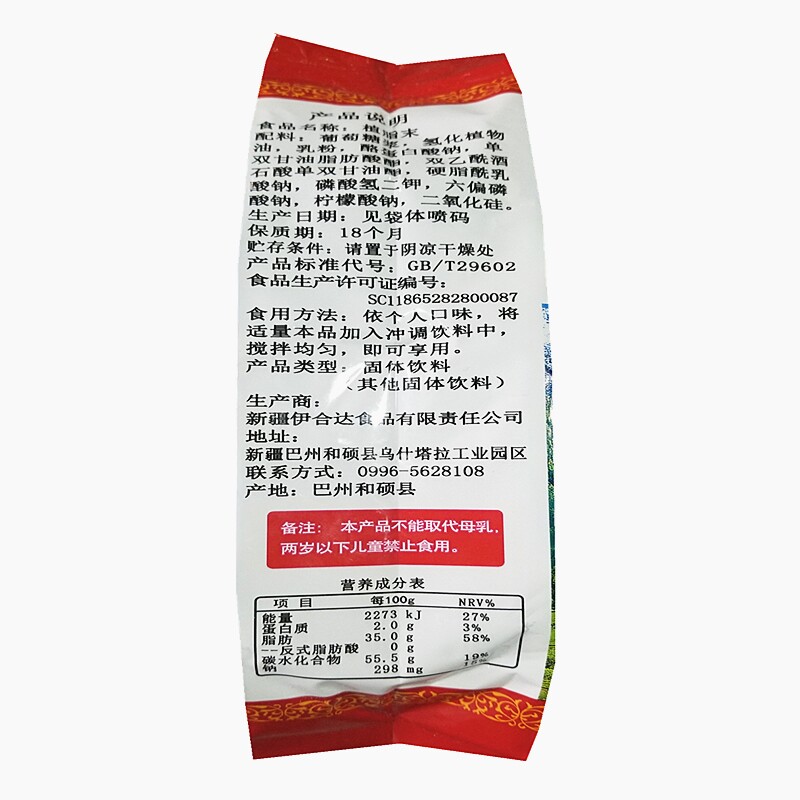 产品说明
食品名称：植脂末
配料：葡萄糖浆，氢化植物
油，乳粉，酪蛋白酸钠，单
双甘油脂肪酸酯，双乙酰酒
石酸单双甘油酯，硬脂酰乳
酸钠，磷酸氢二钾，六偏磷
酸钠，柠檬酸钠，二氧化硅。
生产日期：见袋体喷码
保质期：18个月
贮存条件：请置于阴凉干燥处
产品标准代号：GB/T29602
食品生产许可证编号：
SC11865282800087
食用方法：依个人口味，将
适量本品加入冲调饮料中，
搅拌均匀，即可享用。
产品类型：固体饮料
（其他固体饮料）
生产商：
新疆伊合达食品有限责任公司
地址：
新疆巴州和硕县乌什塔拉工业园区
联系方式：0996-5628108
产地：巴州和硕县
备注：本产品不能取代母乳，
两岁以下儿童禁止食用。
营养成分表
项目 每100g NRV%
能量 2273 kJ 27%
蛋白质 2.0 g 3%
脂肪 35.0 g 58%
--反式脂肪酸 0 g
碳水化合物 55.5 g 19%
钠 298 mg 15%